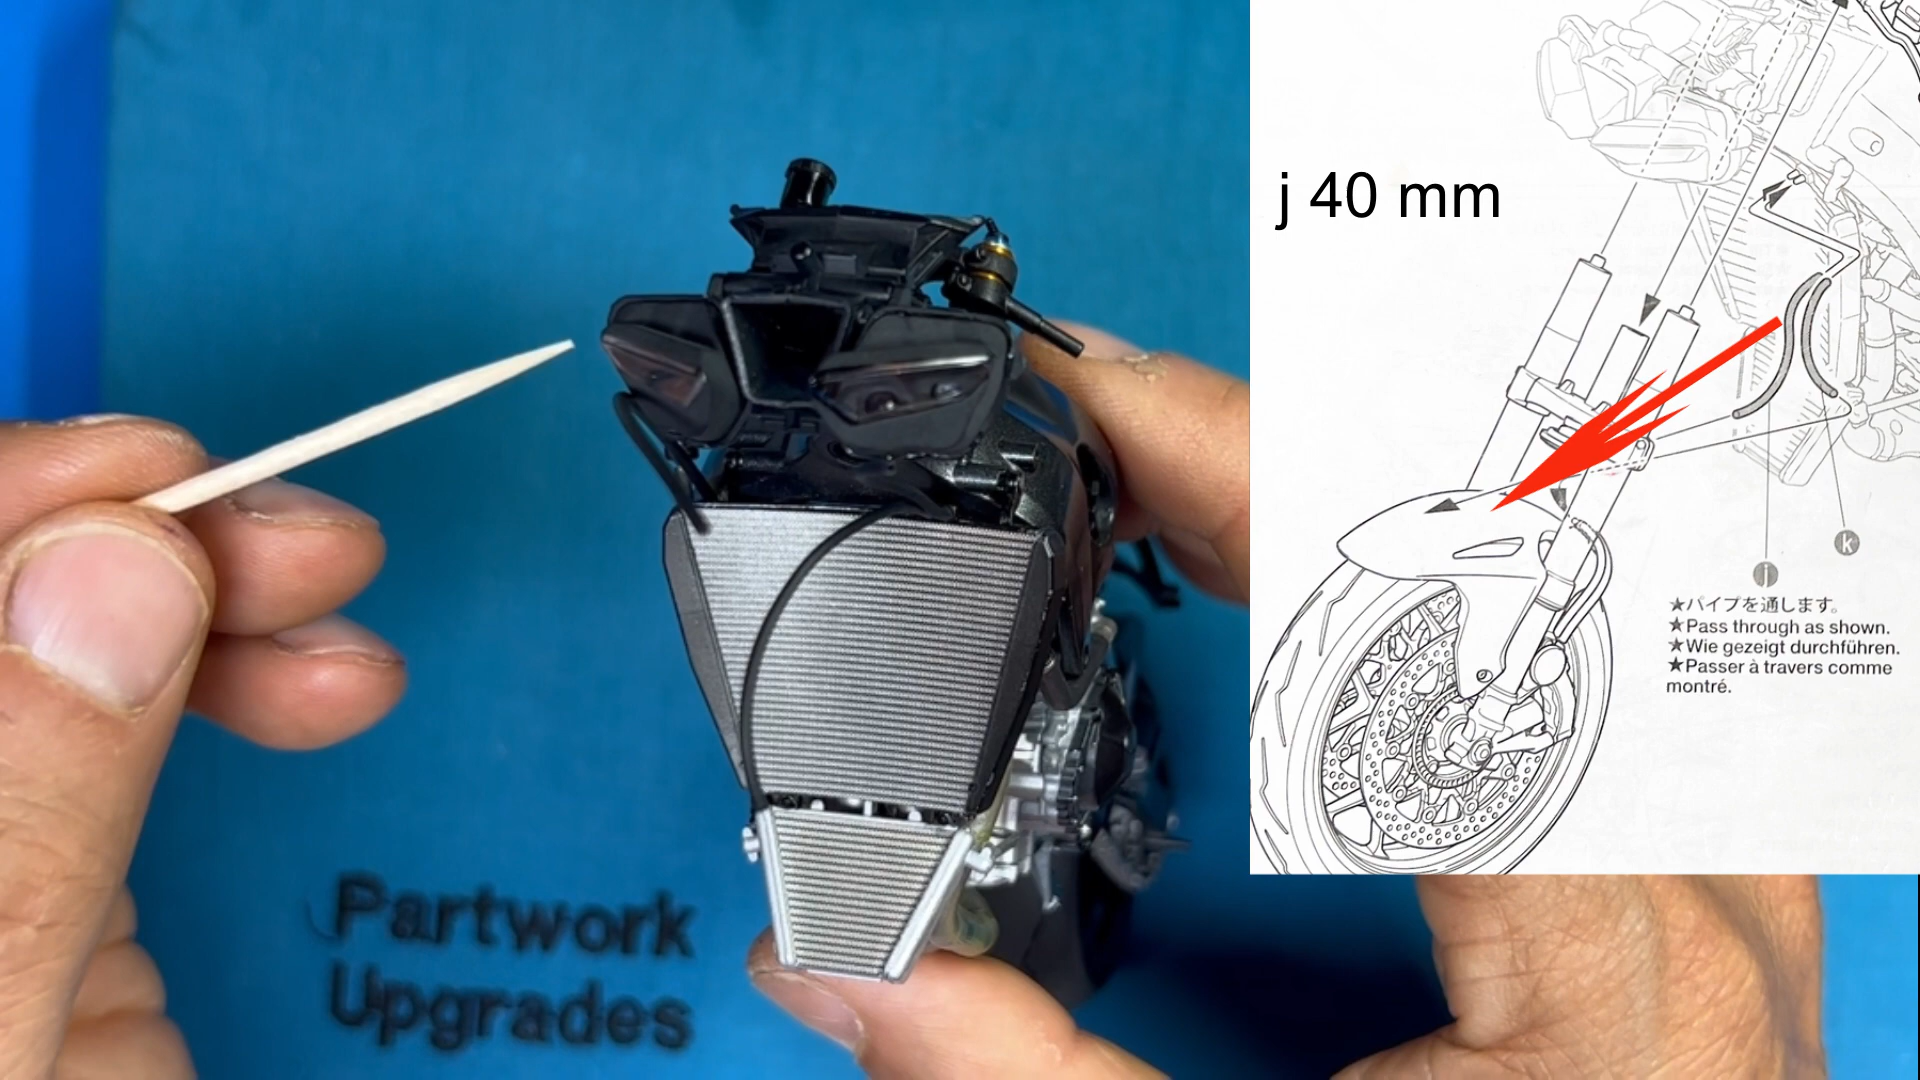 Partwork
Upgrades
j 40 mm
k
j
★パイプを通します。
★Pass through as shown.
★Wie gezeigt durchführen.
★Passer à travers comme
montré.